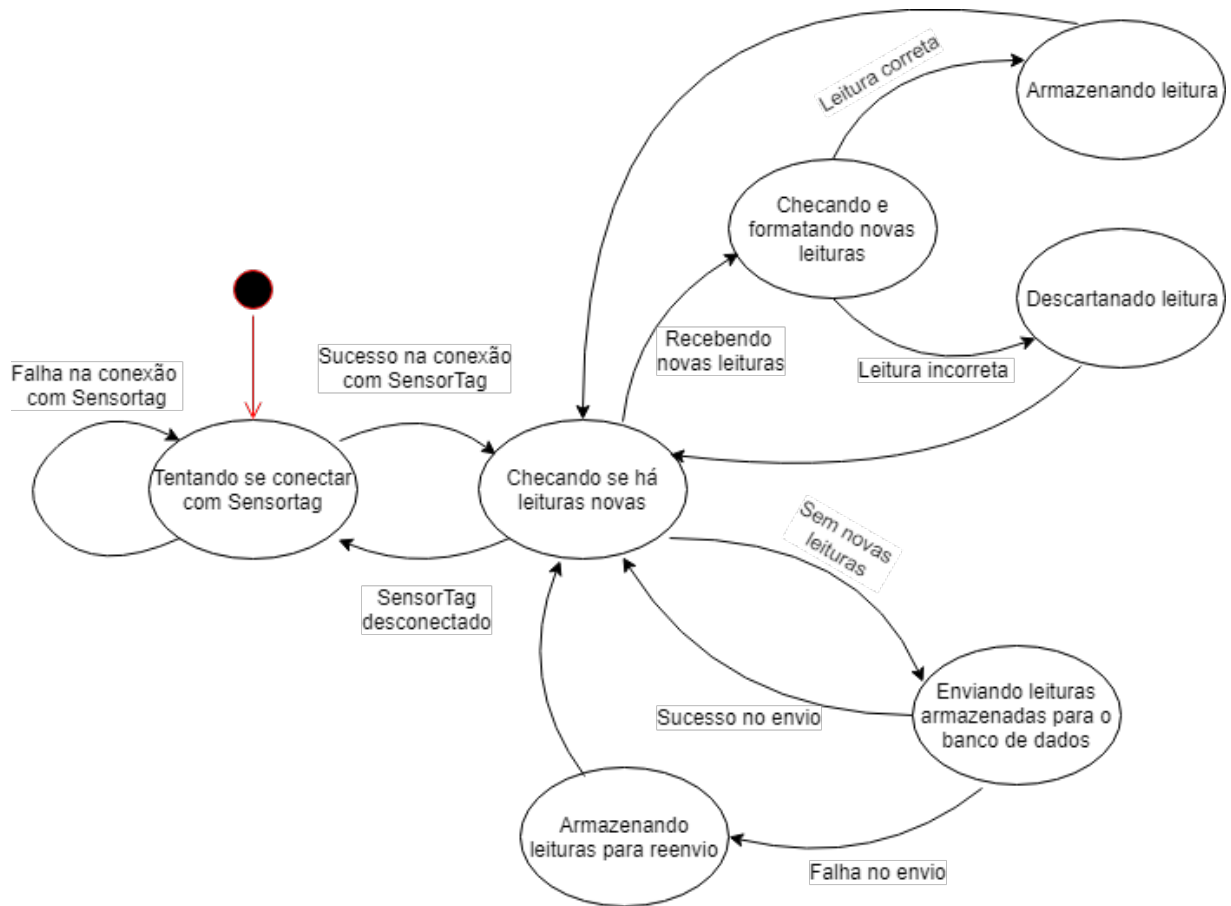 Leitura correta
Armazenando leitura
Checando e
formatando novas
leituras
Descartanado leitura
Recebendo
novas leituras
Leitura incorreta
Sucesso na conexão
com SensorTag
Falha na conexão
com Sensortag
Tentando se conectar
com Sensortag
Checando se há
leituras novas
Sem novas
leituras
SensorTag
desconectado
Enviando leituras
armazenadas para o
banco de dados
Sucesso no envio
Armazenando
leituras para reenvio
Falha no envio